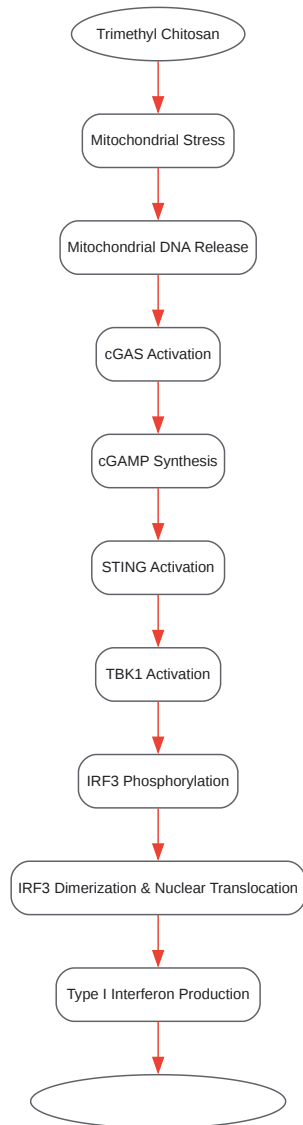 Trimethyl Chitosan
Mitochondrial Stress
Mitochondrial DNA Release
cGAS Activation
cGAMP Synthesis
STING Activation
TBK1 Activation
IRF3 Phosphorylation
IRF3 Dimerization & Nuclear Translocation
Type I Interferon Production